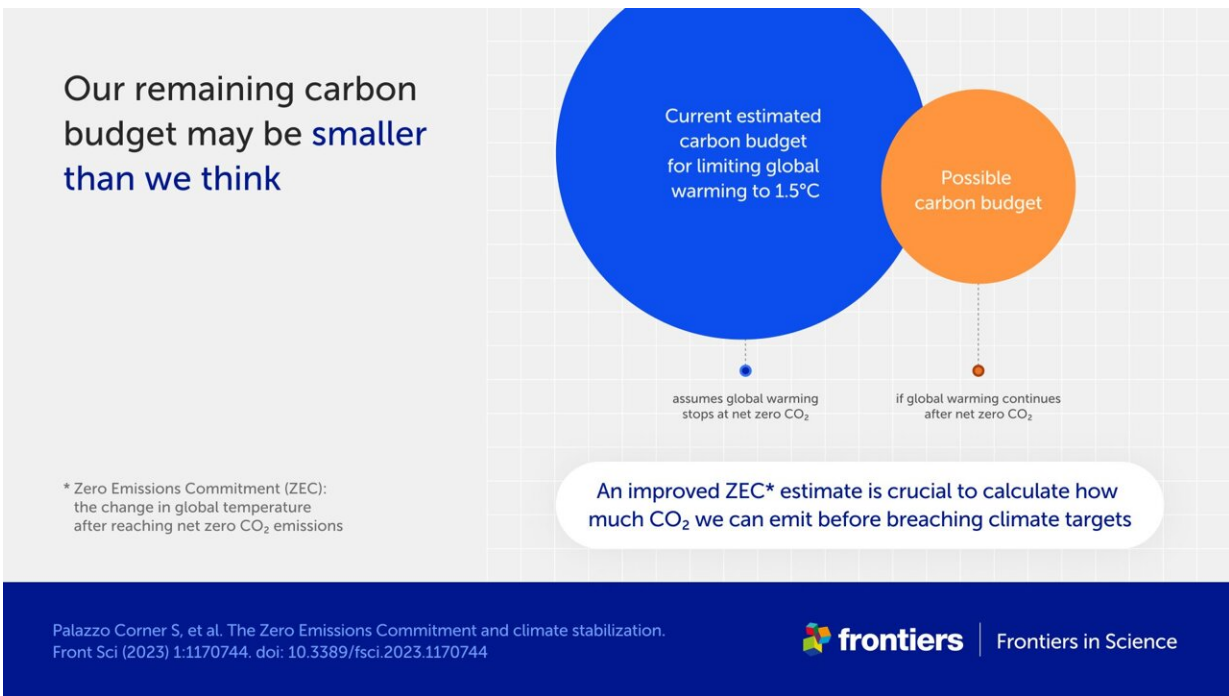 Our remaining carbon
budget may be smaller
than we think
Current estimated
carbon budget
for limiting global
warming to 1.5°C
Possible
carbon budget
assumes global warming
stops at net zero CO₂
if global warming continues
after net zero CO₂
An improved ZEC* estimate is crucial to calculate how
much CO₂ we can emit before breaching climate targets
* Zero Emissions Commitment (ZEC):
the change in global temperature
after reaching net zero CO₂ emissions
Palazzo Corner S, et al. The Zero Emissions Commitment and climate stabilization.
Front Sci (2023) 1:1170744. doi: 10.3389/fsci.2023.1170744
frontiers | Frontiers in Science